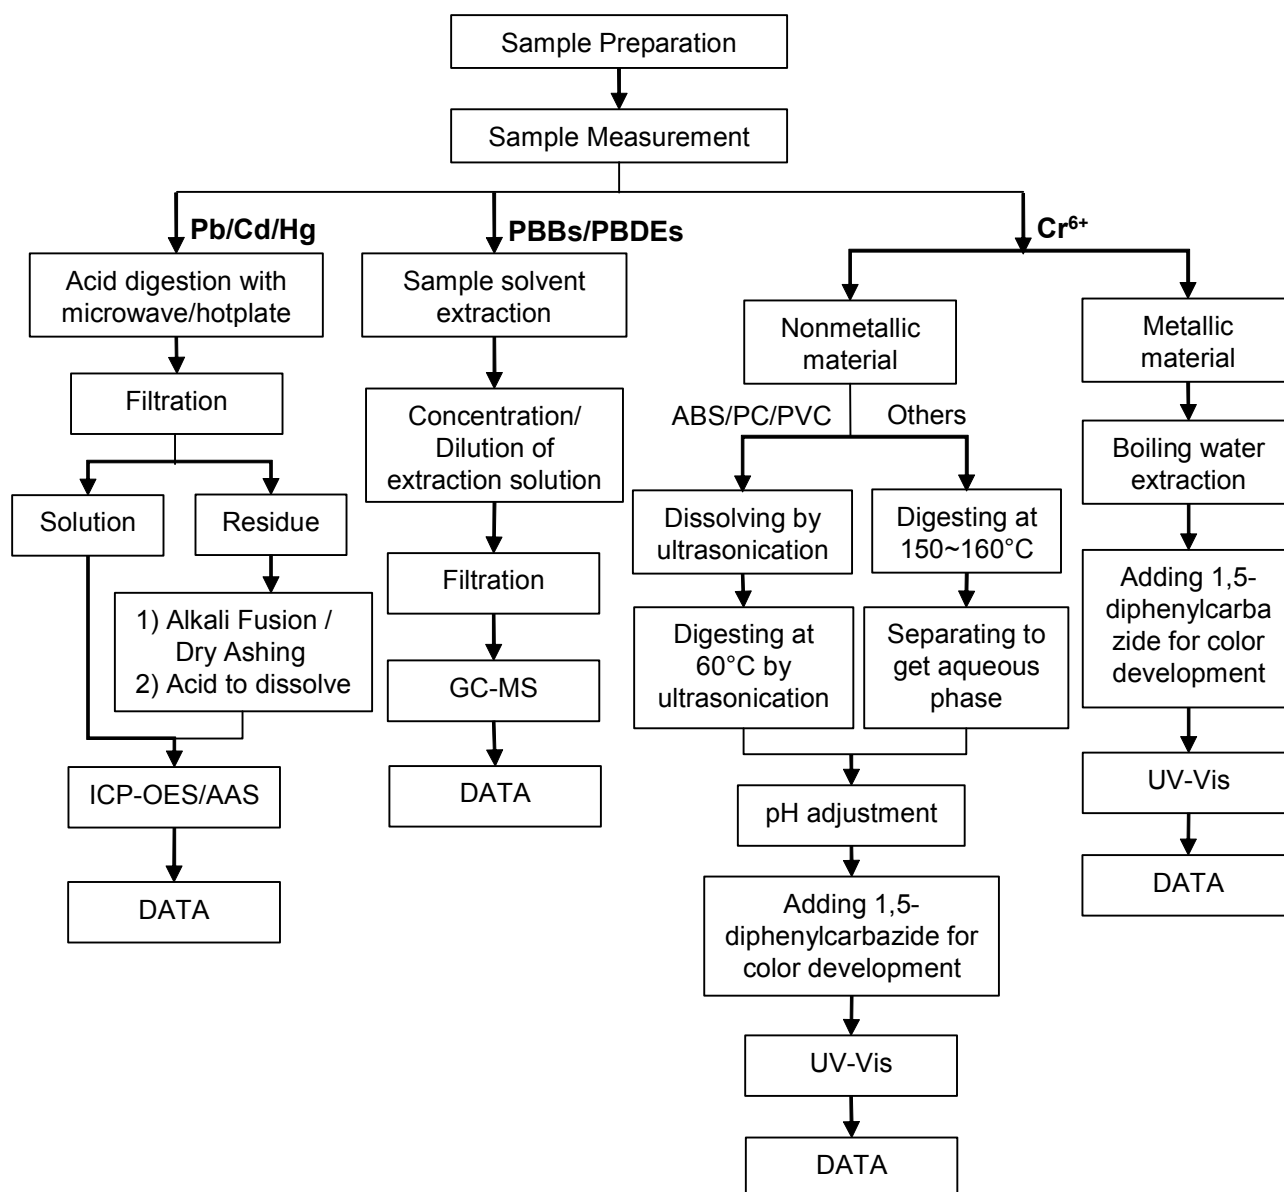 Sample Preparation
Sample Measurement
Pb/Cd/Hg
PBBs/PBDEs
Cr⁶⁺
Acid digestion with
microwave/hotplate
Filtration
Solution
Residue
1) Alkali Fusion /
Dry Ashing
2) Acid to dissolve
ICP-OES/AAS
DATA
Sample solvent
extraction
Concentration/
Dilution of
extraction solution
Filtration
GC-MS
DATA
Nonmetallic
material
ABS/PC/PVC
Others
Dissolving by
ultrasonication
Digesting at
60°C by
ultrasonication
Digesting at
150~160°C
Separating to
get aqueous
phase
pH adjustment
Adding 1,5-
diphenylcarbazide for
color development
UV-Vis
DATA
Metallic
material
Boiling water
extraction
Adding 1,5-
diphenylcarba
zide for color
development
UV-Vis
DATA